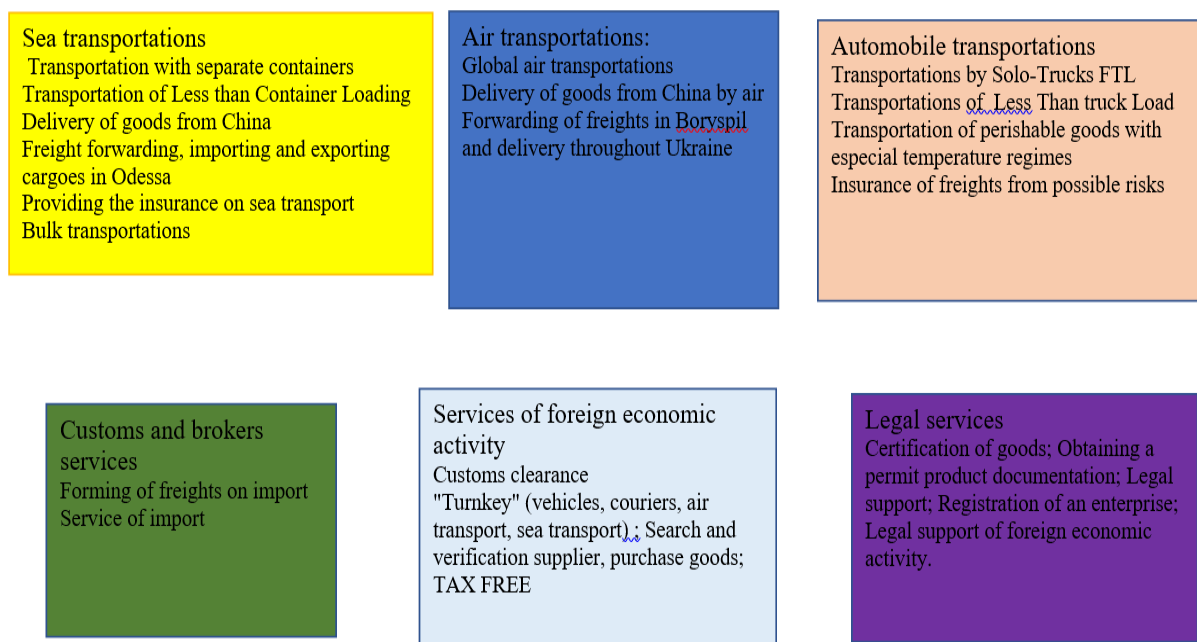 Sea transportations
Transportation with separate containers
Transportation of Less than Container Loading
Delivery of goods from China
Freight forwarding, importing and exporting
cargoes in Odessa
Providing the insurance on sea transport
Bulk transportations
Air transportations:
Global air transportations
Delivery of goods from China by air
Forwarding of freights in Boryspil
and delivery throughout Ukraine
Automobile transportations
Transportations by Solo-Trucks FTL
Transportations of  Less Than truck Load
Transportation of perishable goods with
especial temperature regimes
Insurance of freights from possible risks
Customs and brokers
services
Forming of freights on import
Service of import
Services of foreign economic
activity
Customs clearance
"Turnkey" (vehicles, couriers, air
transport, sea transport) ; Search and
verification supplier, purchase goods;
TAX FREE
Legal services
Certification of goods; Obtaining a
permit product documentation; Legal
support; Registration of an enterprise;
Legal support of foreign economic
activity.